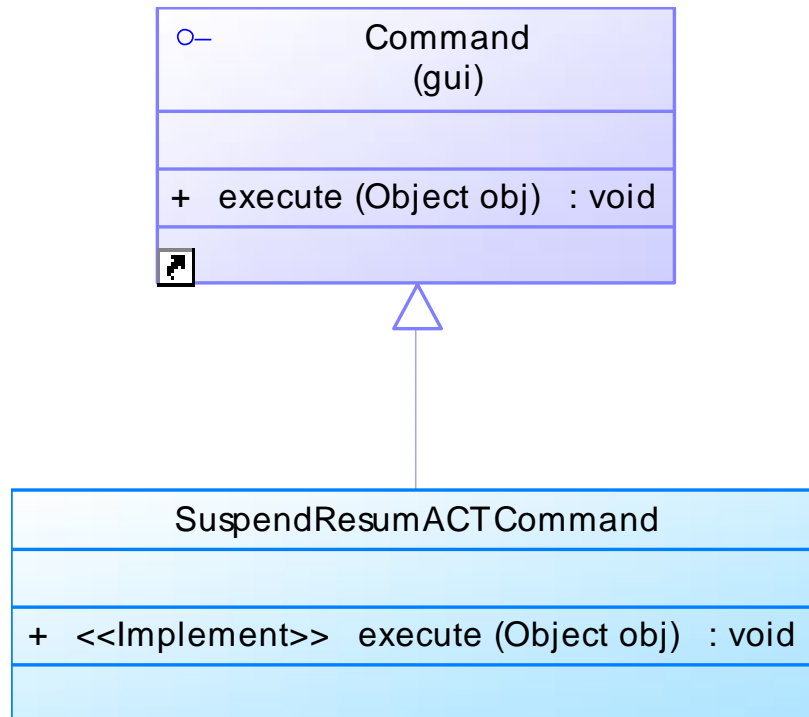 Command
(gui)
+ execute (Object obj) : void
SuspendResumACTCommand
+ <<Implement>> execute (Object obj) : void